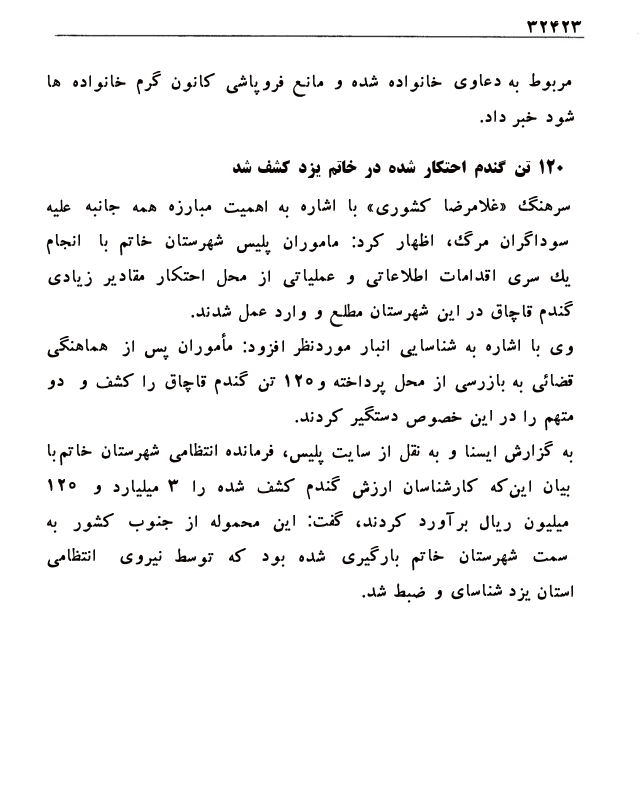 ۳۲۴۲۳
مربوط به دعاوی خانواده شده و مانع فروپاشی کانون گرم خانواده ها
شود خبر داد.
۱۲۰ تن گندم احتکار شده در خاتم یزد کشف شد
سرهنگ «غلامرضا کشوری» با اشاره به اهمیت مبارزه همه جانبه علیه
سوداگران مرگ، اظهار کرد: ماموران پلیس شهرستان خاتم با انجام
یک سری اقدامات اطلاعاتی و عملیاتی از محل احتکار مقادیر زیادی
گندم قاچاق در این شهرستان مطلع و وارد عمل شدند.
وی با اشاره به شناسایی انبار موردنظر افزود: مأموران پس از هماهنگی
قضائی به بازرسی از محل پرداخته و ۱۲۰ تن گندم قاچاق را کشف و دو
متهم را در این خصوص دستگیر کردند.
به گزارش ایسنا و به نقل از سایت پلیس، فرمانده انتظامی شهرستان خاتم با
بیان این‌که کارشناسان ارزش گندم کشف شده را ۳ میلیارد و ۱۲۰
میلیون ریال برآورد کردند، گفت: این محموله از جنوب کشور به
سمت شهرستان خاتم بارگیری شده بود که توسط نیروی انتظامی
استان یزد شناسای و ضبط شد.